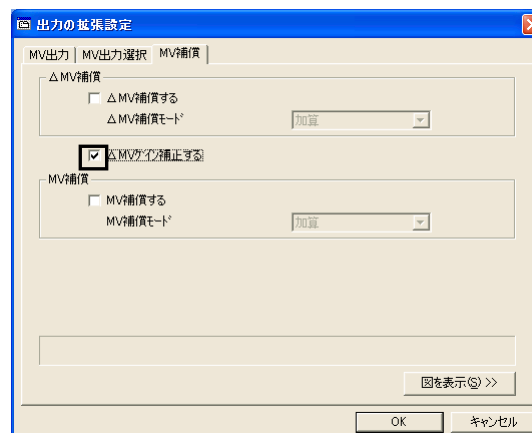 出力の拡張設定
MV出力 MV出力選択 MV補償
△MV補償
△MV補償する
△MV補償モード 加算
△MVゲイン補正する
MV補償
MV補償する
MV補償モード 加算
図を表示(S) >>
OK キャンセル